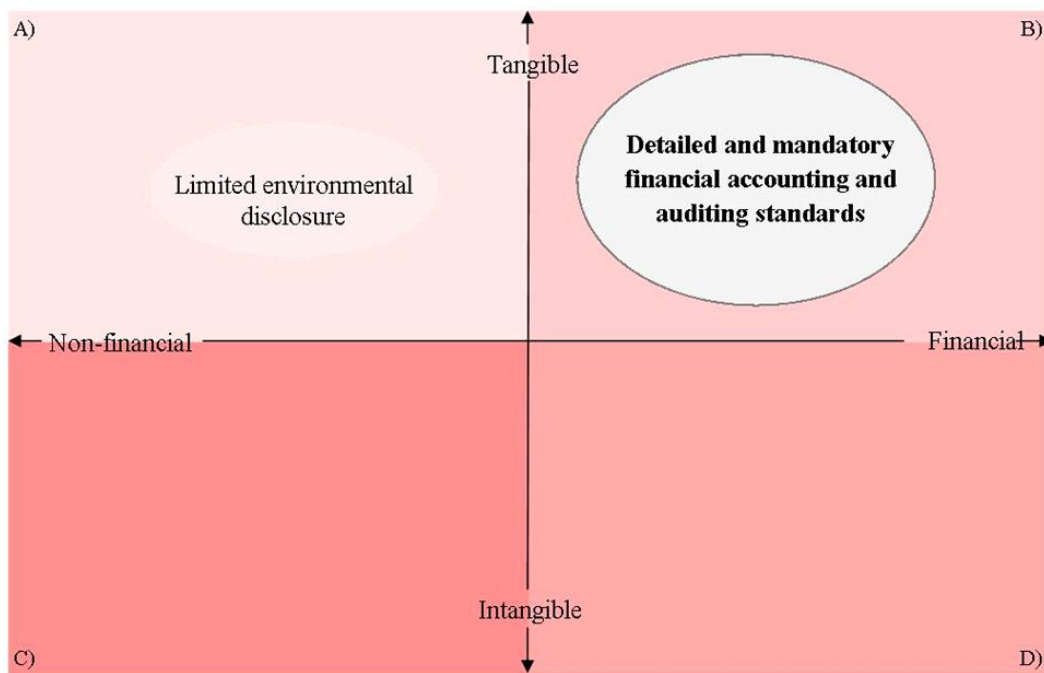 A)
B)
Tangible
Detailed and mandatory
financial accounting and
auditing standards
Limited environmental
disclosure
Non-financial
Financial
Intangible
C)
D)